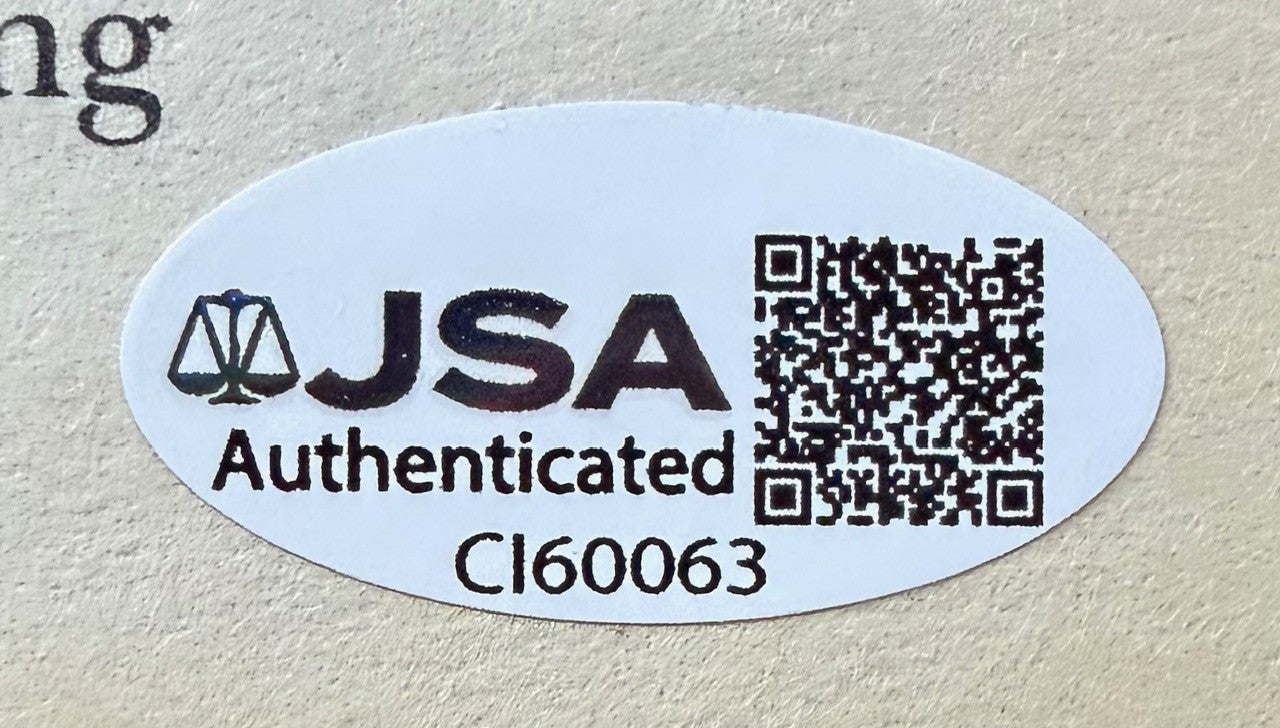 ng
JSA
Authenticated
CI60063